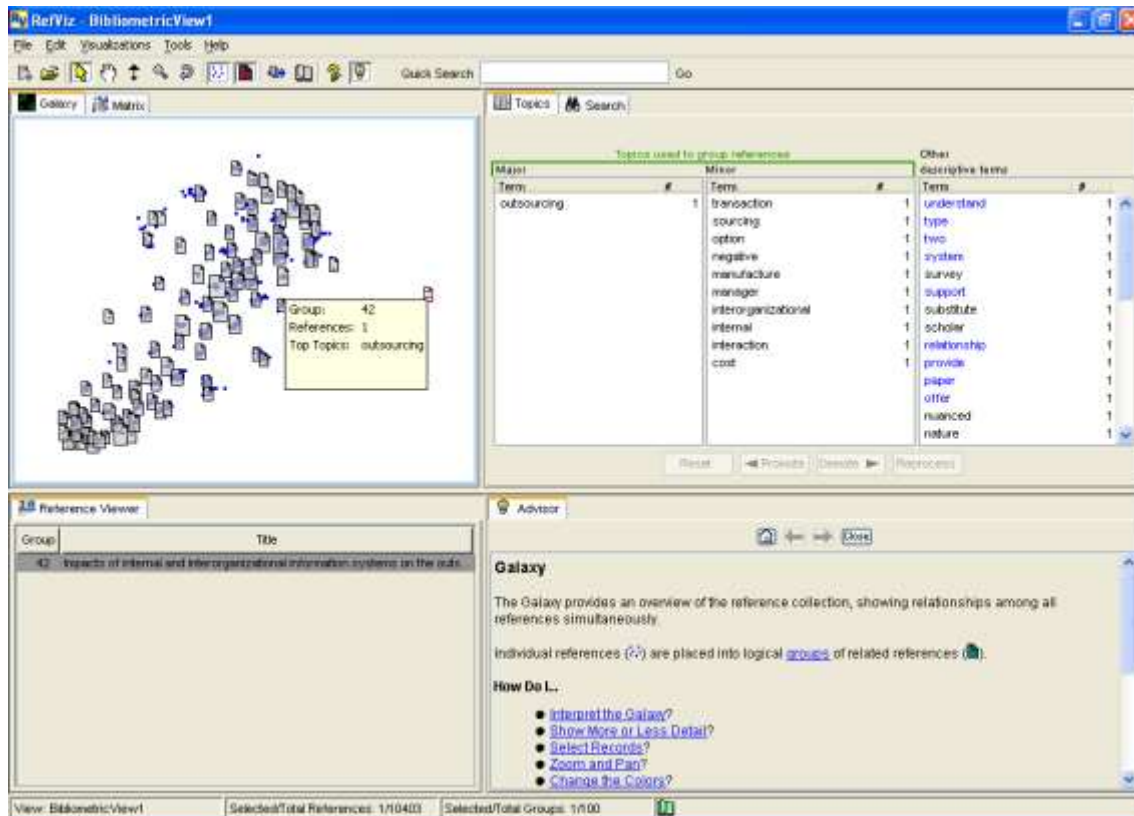 RefViz - BibliometricView1
File Edit Visualizations Tools Help
Quick Search Go
Galaxy Matrix
Topics Search
Topics used to group references
Other
Major Minor descriptive terms
Term # Term # Term #
outsourcing 1 transaction 1 understand 1
sourcing 1 type 1
option 1 two 1
negative 1 system 1
manufacture 1 survey 1
manager 1 support 1
interorganizational 1 substitute 1
internal 1 scholar 1
interaction 1 relationship 1
cost 1 provide 1
paper 1
offer 1
nuanced 1
nature 1
Group: 42
References: 1
Top Topics: outsourcing
Reset Promote Demote Reprocess
Reference Viewer
Group Title
42 Impacts of internal and interorganizational information systems on the outs...
Advisor
Close
Galaxy
The Galaxy provides an overview of the reference collection, showing relationships among all
references simultaneously.
Individual references ( ) are placed into logical groups of related references ( ).
How Do I...
Interpret the Galaxy?
Show More or Less Detail?
Select Records?
Zoom and Pan?
Change the Colors?
View: BibliometricView1 Selected/Total References: 1/10403 Selected/Total Groups: 1/100